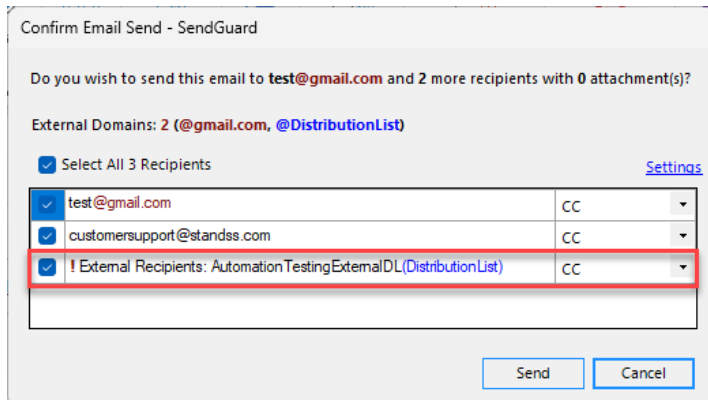 Confirm Email Send - SendGuard
Do you wish to send this email to test@gmail.com and 2 more recipients with 0 attachment(s)?
External Domains: 2 (@gmail.com, @DistributionList)
Select All 3 Recipients Settings
test@gmail.com CC
customersupport@standss.com CC
! External Recipients: AutomationTestingExternalDL(DistributionList) CC
Send Cancel